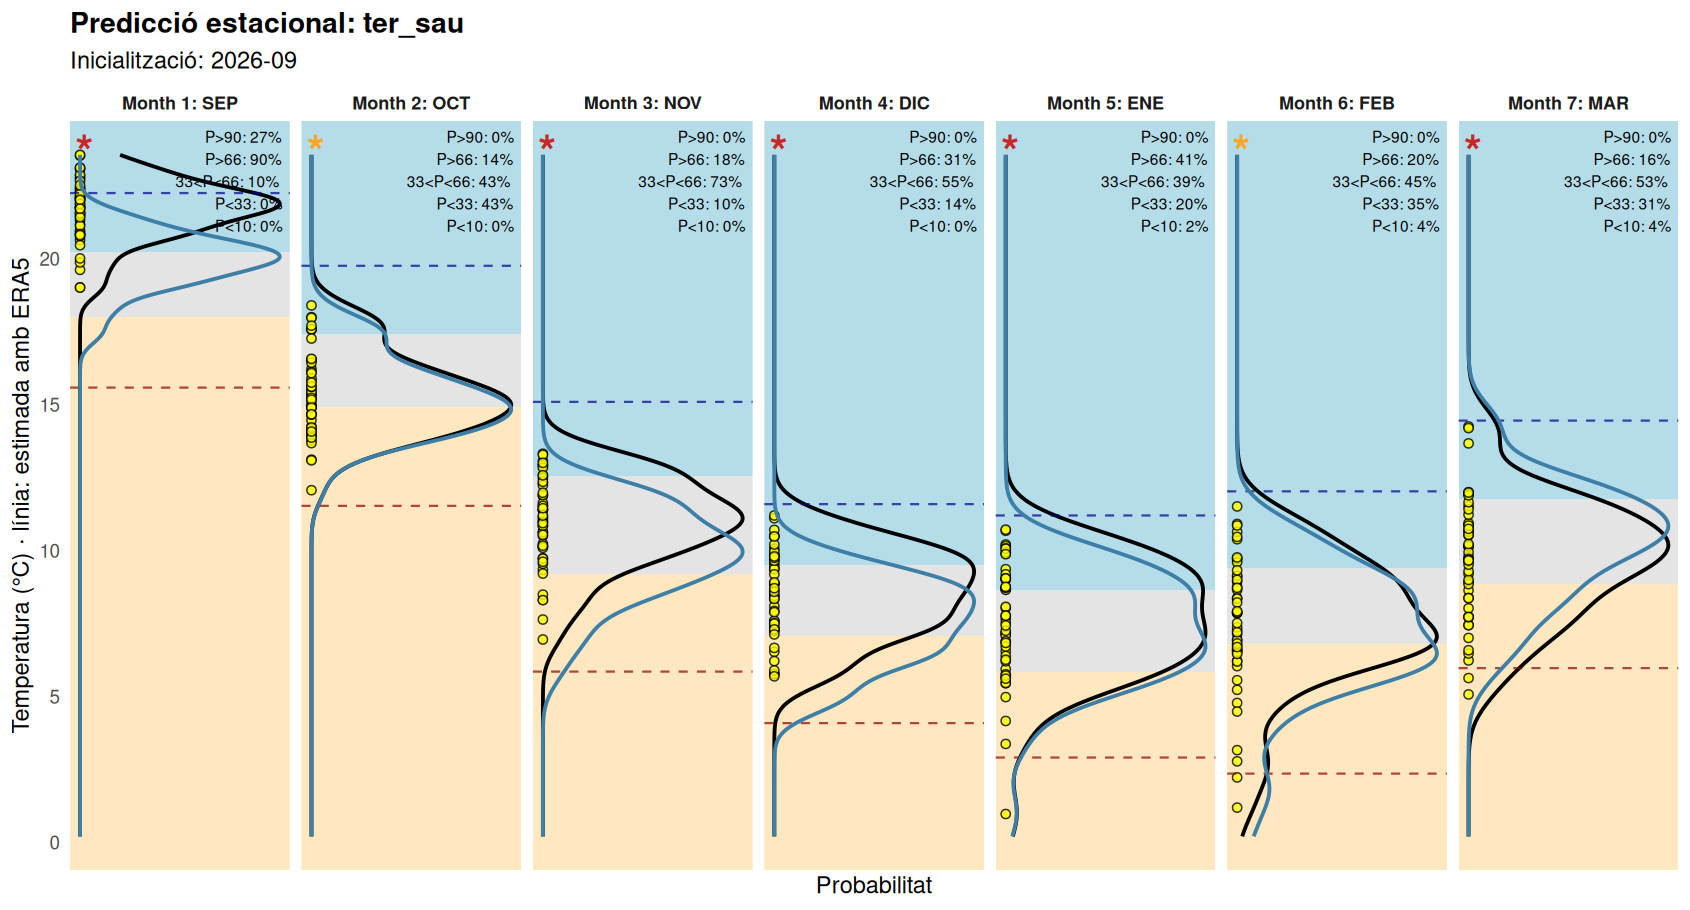 Predicció estacional: ter_sau
Inicialització: 2026-09
Month 1: SEP
P>90: 27%
P>66: 90%
33<P<66: 10%
P<33: 0%
P<10: 0%
Month 2: OCT
P>90: 0%
P>66: 14%
33<P<66: 43%
P<33: 43%
P<10: 0%
Month 3: NOV
P>90: 0%
P>66: 18%
33<P<66: 73%
P<33: 10%
P<10: 0%
Month 4: DIC
P>90: 0%
P>66: 31%
33<P<66: 55%
P<33: 14%
P<10: 0%
Month 5: ENE
P>90: 0%
P>66: 41%
33<P<66: 39%
P<33: 20%
P<10: 2%
Month 6: FEB
P>90: 0%
P>66: 20%
33<P<66: 45%
P<33: 35%
P<10: 4%
Month 7: MAR
P>90: 0%
P>66: 16%
33<P<66: 53%
P<33: 31%
P<10: 4%
Temperatura (°C) · línia: estimada amb ERA5
20
15
10
5
0
Probabilitat